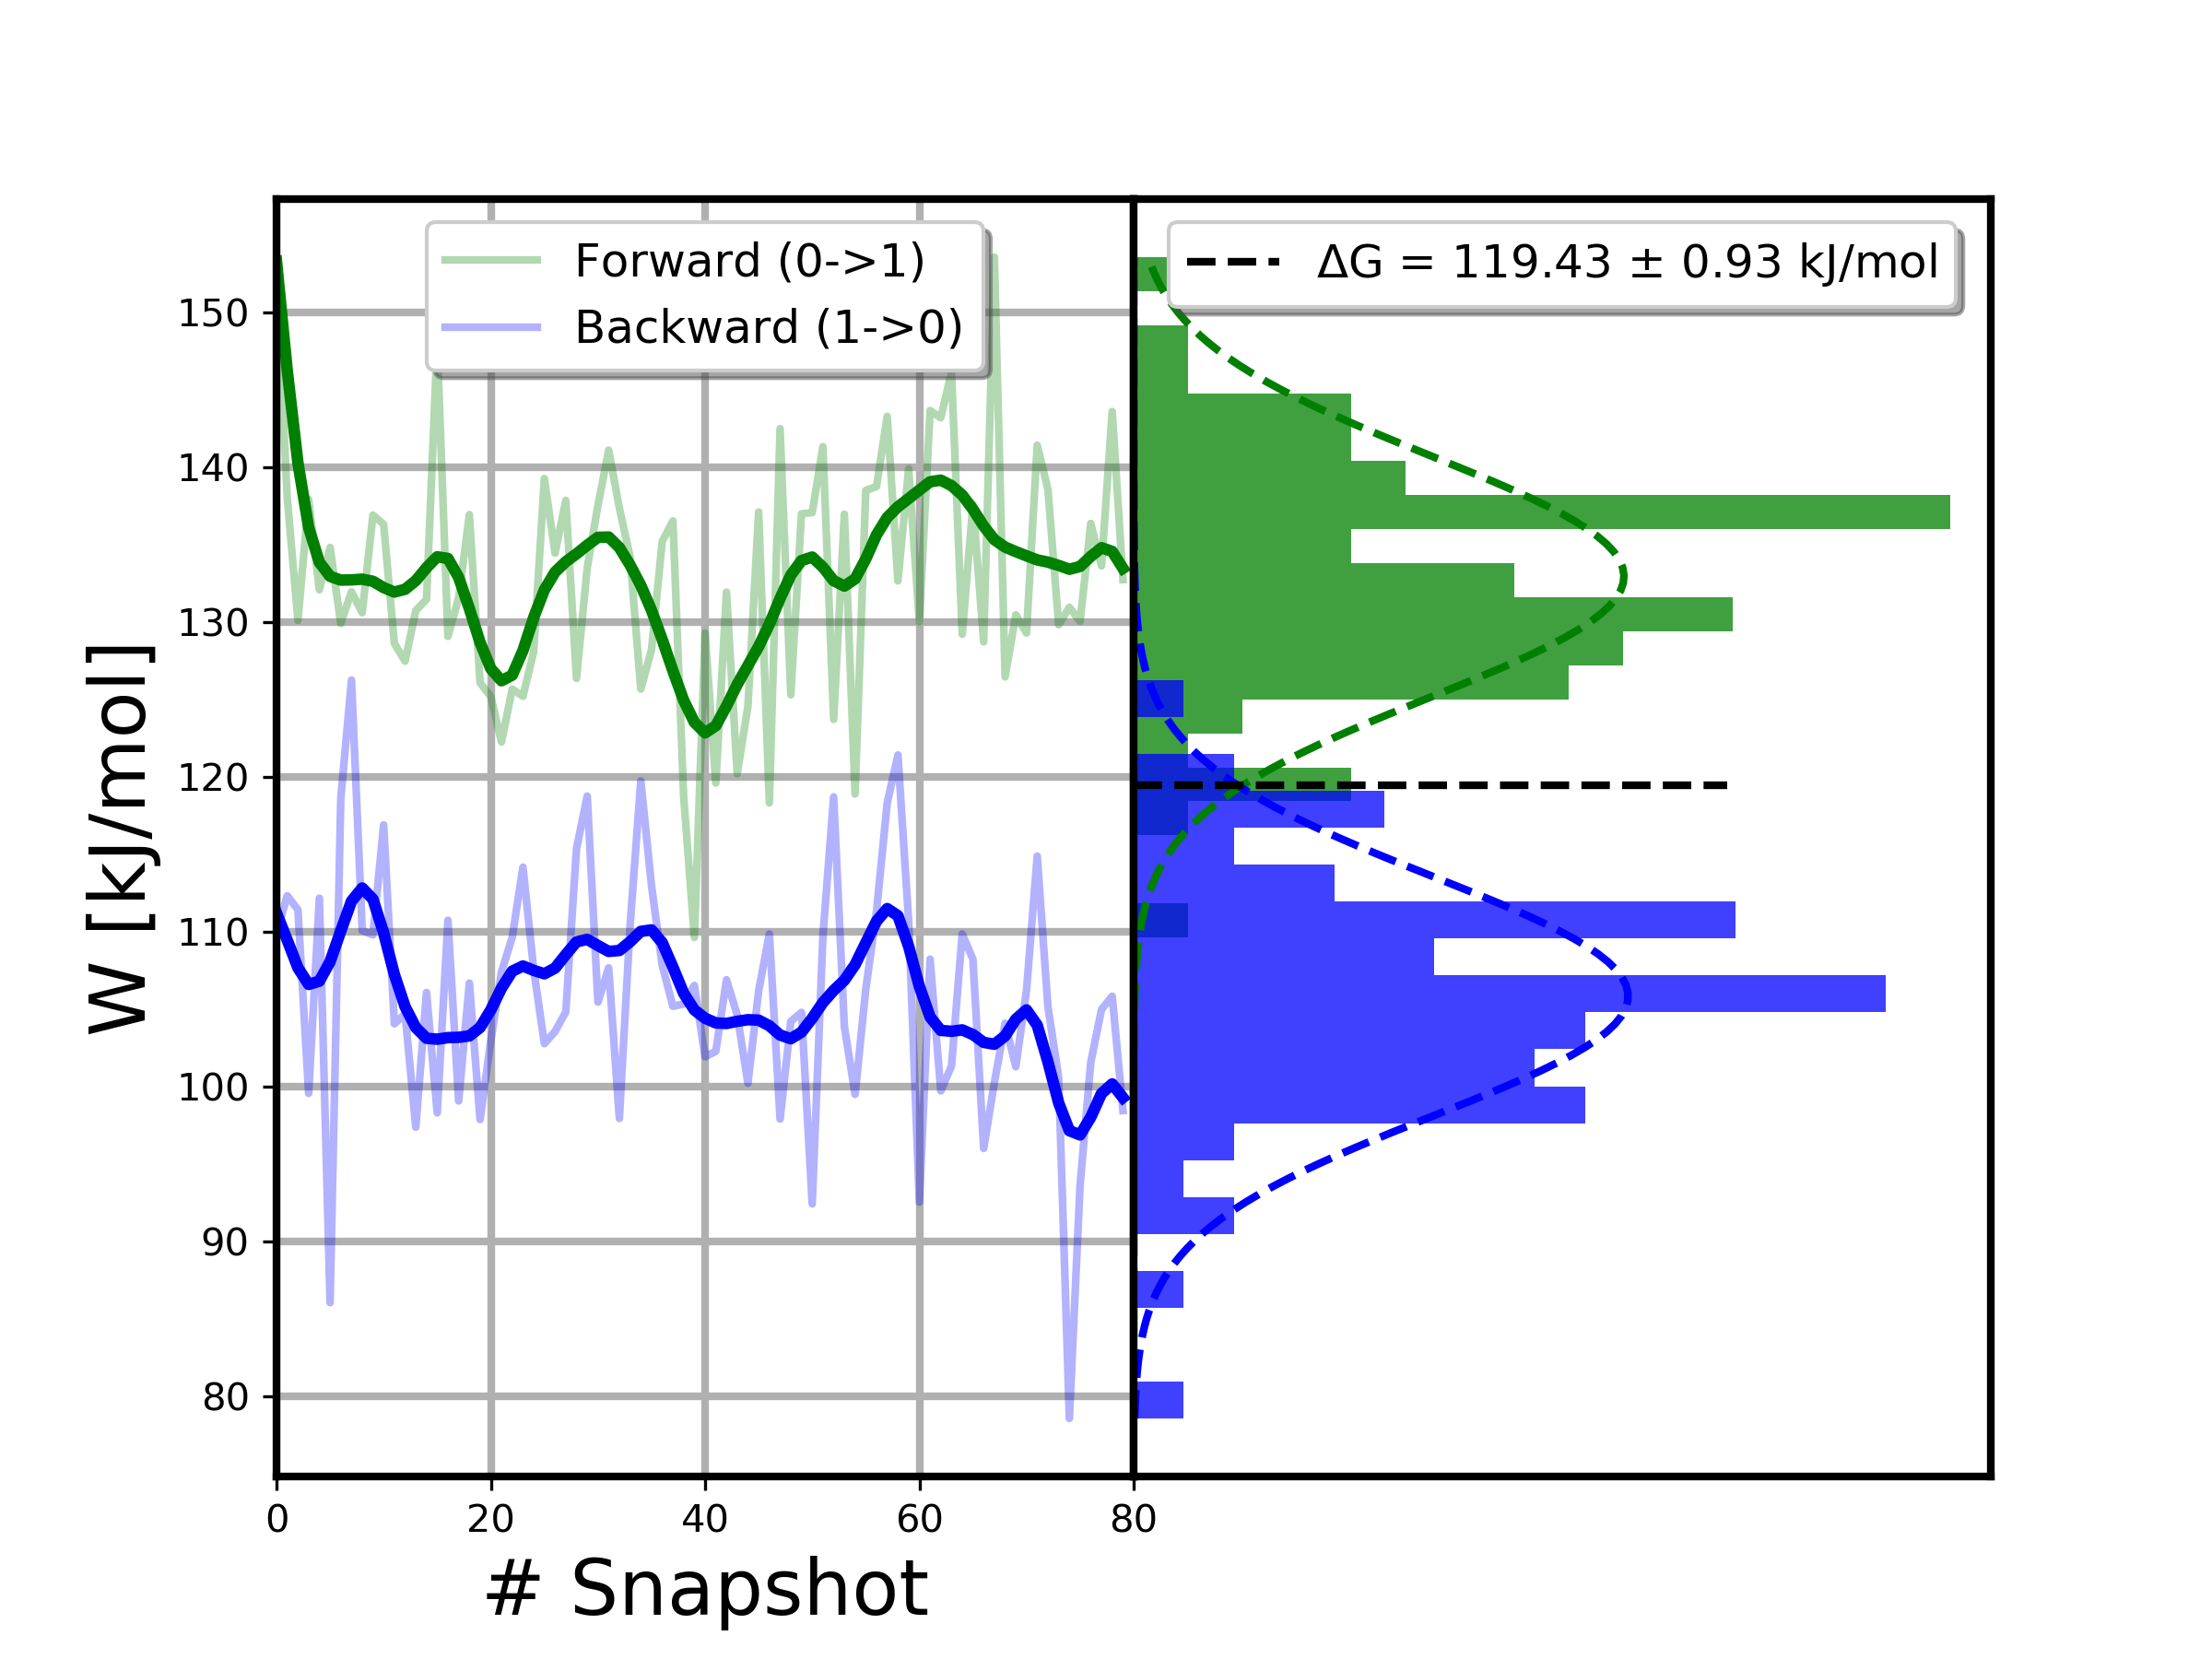 Forward (0->1)
Backward (1->0)
ΔG = 119.43 ± 0.93 kJ/mol
W [kJ/mol]
150
140
130
120
110
100
90
80
0 20 40 60 80
# Snapshot